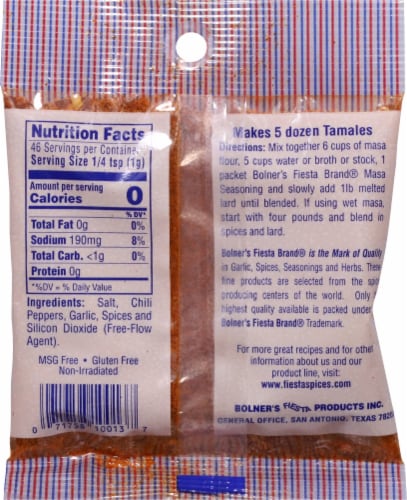 Nutrition Facts
46 Servings per Container
Serving Size 1/4 tsp (1g)
Amount per serving
Calories 0
% DV*
Total Fat 0g 0%
Sodium 190mg 8%
Total Carb. <1g 0%
Protein 0g
*%DV = % Daily Value
Ingredients: Salt, Chili
Peppers, Garlic, Spices and
Silicon Dioxide (Free-Flow
Agent).
MSG Free • Gluten Free
Non-Irradiated
0 71758 10013 7
Makes 5 dozen Tamales
Directions: Mix together 6 cups of masa
flour, 5 cups water or broth or stock, 1
packet Bolner's Fiesta Brand® Masa
Seasoning and slowly add 1lb melted
lard until blended. If using wet masa,
start with four pounds and blend in
spices and lard.
Bolner's Fiesta Brand® is the Mark of Quality
in Garlic, Spices, Seasonings and Herbs. These
fine products are selected from the spice
producing centers of the world. Only
highest quality available is packed under
Bolner's Fiesta Brand® Trademark.
For more great recipes and for other
information about us and our
product line, visit:
www.fiestaspices.com
BOLNER'S FIESTA PRODUCTS INC.
GENERAL OFFICE, SAN ANTONIO, TEXAS